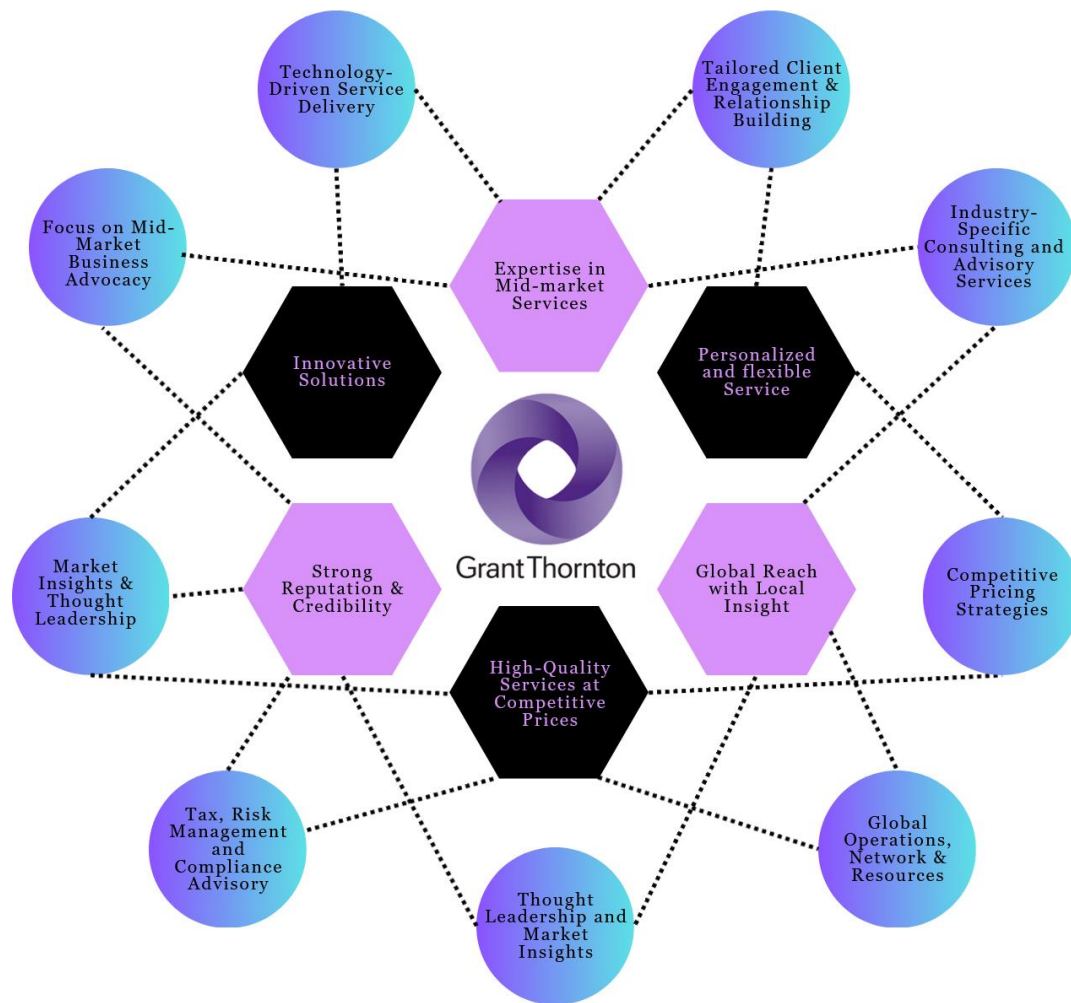 Technology-
Driven Service
Delivery
Tailored Client
Engagement &
Relationship
Building
Focus on Mid-
Market
Business
Advocacy
Expertise in
Mid-market
Services
Industry-
Specific
Consulting and
Advisory
Services
Innovative
Solutions
Personalized
and flexible
Service
Grant Thornton
Market
Insights &
Thought
Leadership
Strong
Reputation &
Credibility
Global Reach
with Local
Insight
Competitive
Pricing
Strategies
High-Quality
Services at
Competitive
Prices
Tax, Risk
Management
and
Compliance
Advisory
Thought
Leadership and
Market
Insights
Global
Operations,
Network &
Resources